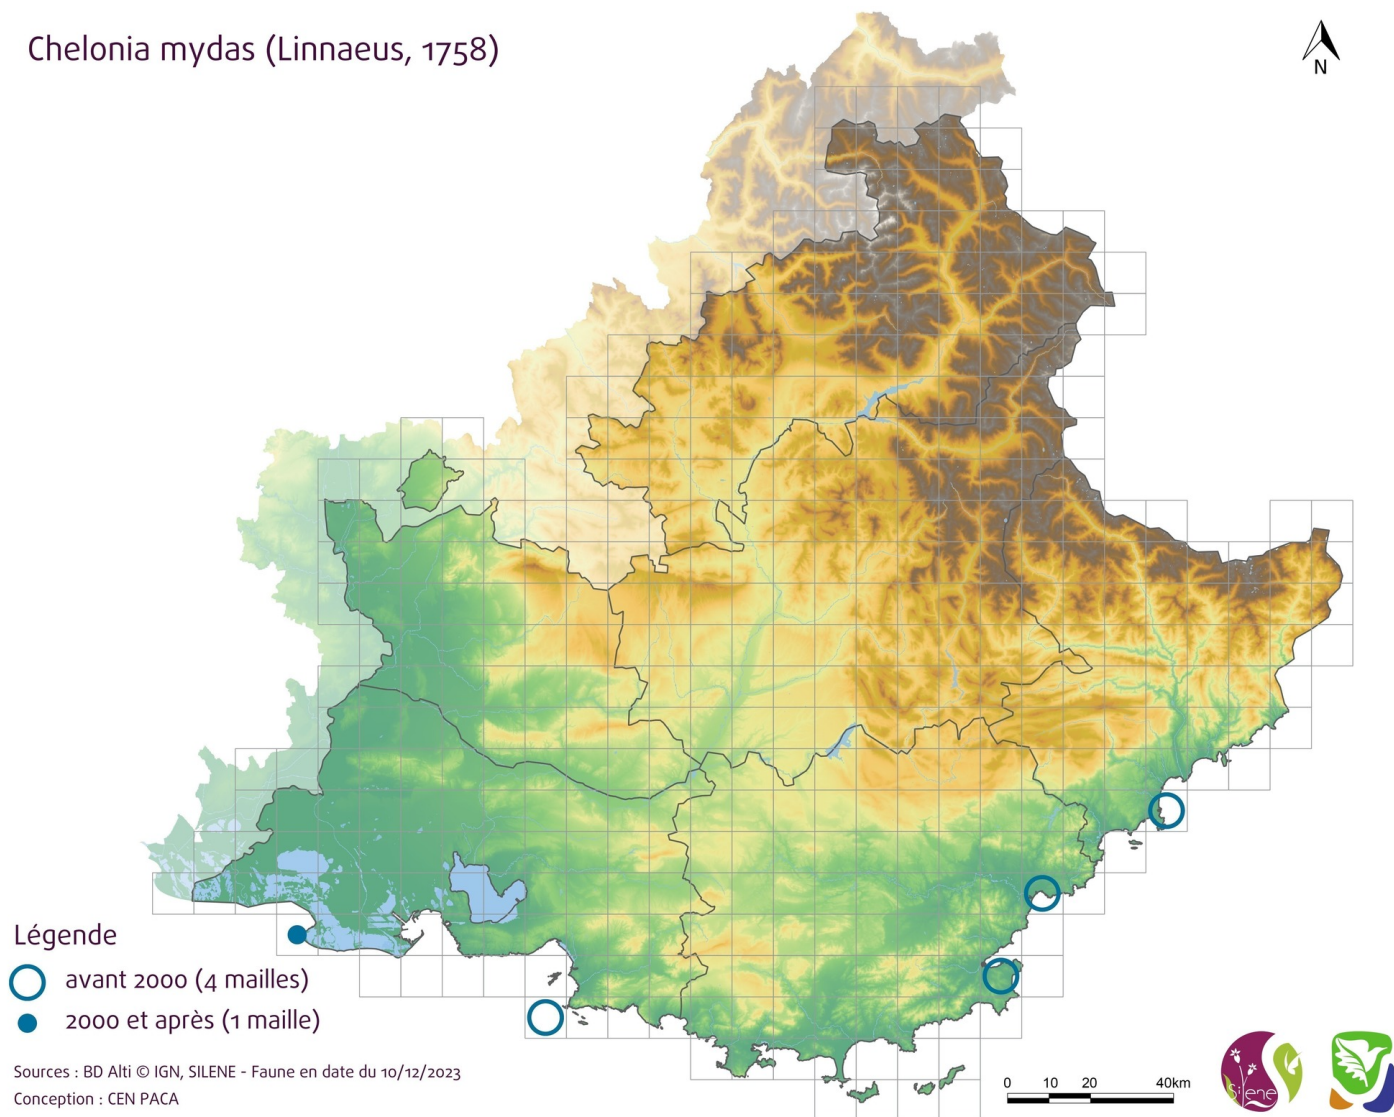 Chelonia mydas (Linnaeus, 1758)
N
Légende
avant 2000 (4 mailles)
2000 et après (1 maille)
Sources : BD Alti © IGN, SILENE - Faune en date du 10/12/2023
Conception : CEN PACA
0 10 20 40km
Silene